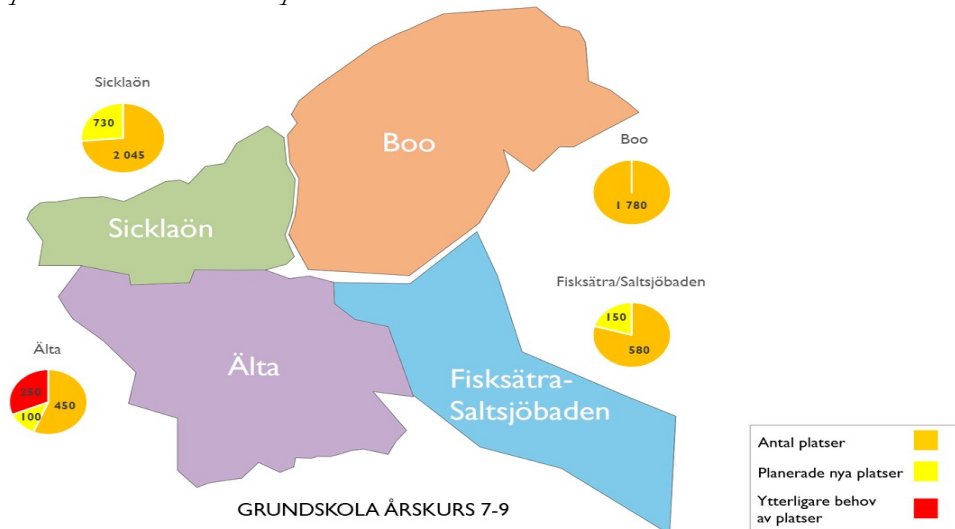 Sicklaön
730
2 045
Boo
Boo
1 780
Sicklaön
Fisksätra/Saltsjöbaden
150
580
Älta
250
450
100
Älta
Fisksätra-
Saltsjöbaden
GRUNDSKOLA ÅRSKURS 7-9
Antal platser
Planerade nya platser
Ytterligare behov
av platser